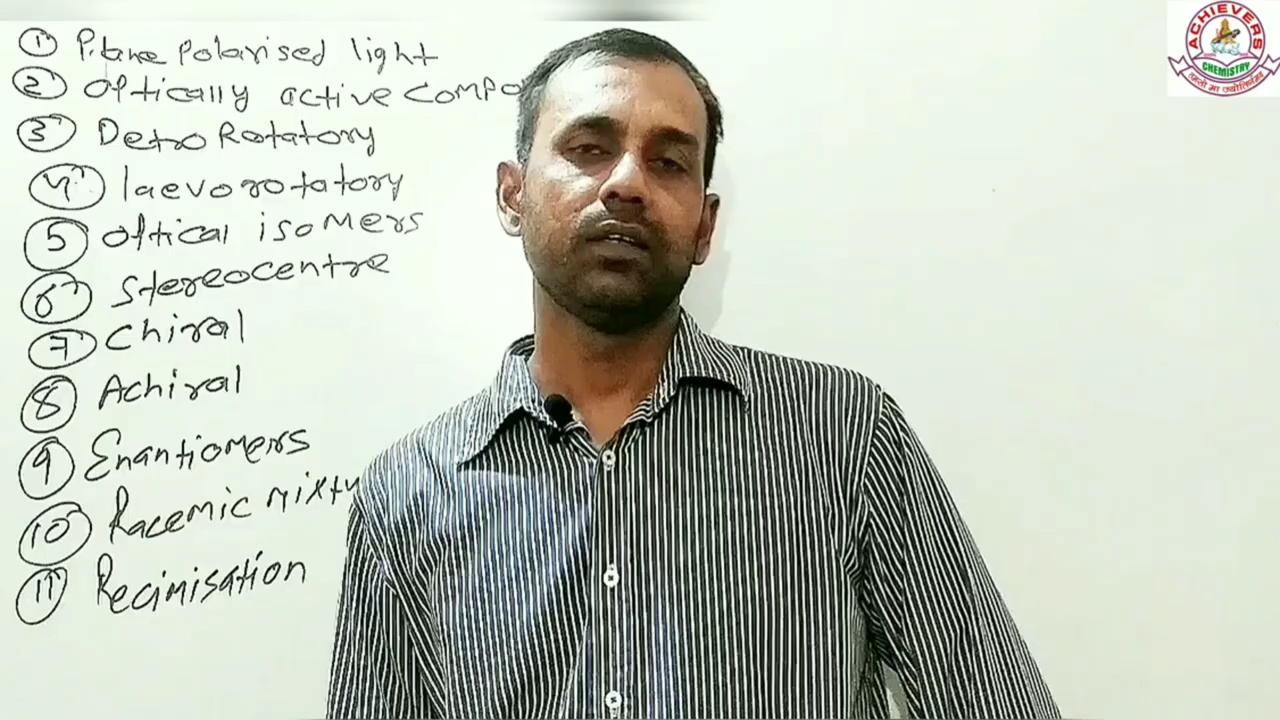 1 Plane polarised light
2 Optically active compo
3 Detro Rotatory
4 laevorotatory
5 optical isomers
6 Stereocentre
7 chiral
8 Achiral
9 Enantiomers
10 Racemic mixtu
11 Recimisation
ACHIEVERS
CHEMISTRY